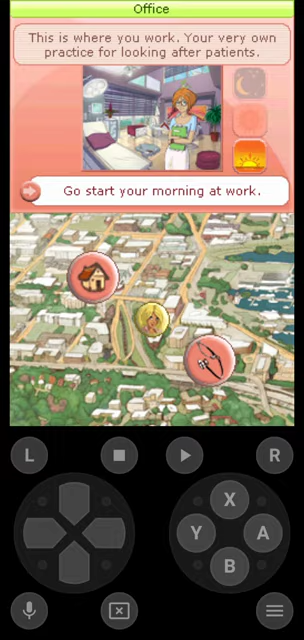 Office
This is where you work. Your very own
practice for looking after patients.
Go start your morning at work.
L
R
X
Y
A
B